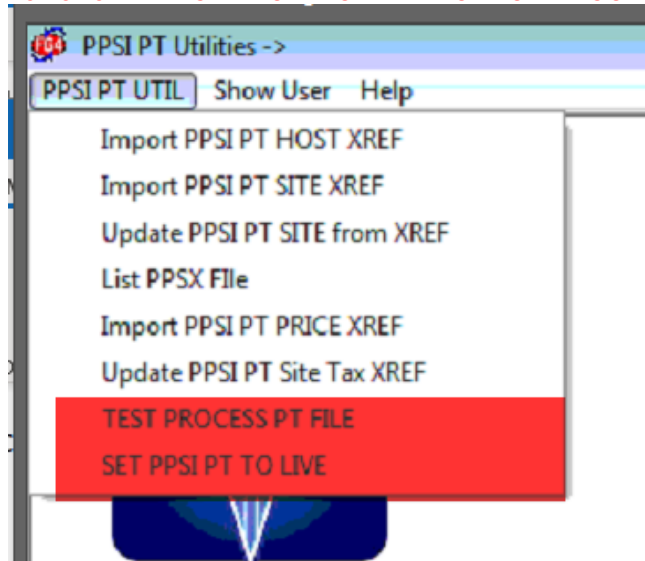 PPSI PT Utilities ->
PPSI PT UTIL Show User Help
Import PPSI PT HOST XREF
Import PPSI PT SITE XREF
Update PPSI PT SITE from XREF
List PPSX FIle
Import PPSI PT PRICE XREF
Update PPSI PT Site Tax XREF
TEST PROCESS PT FILE
SET PPSI PT TO LIVE